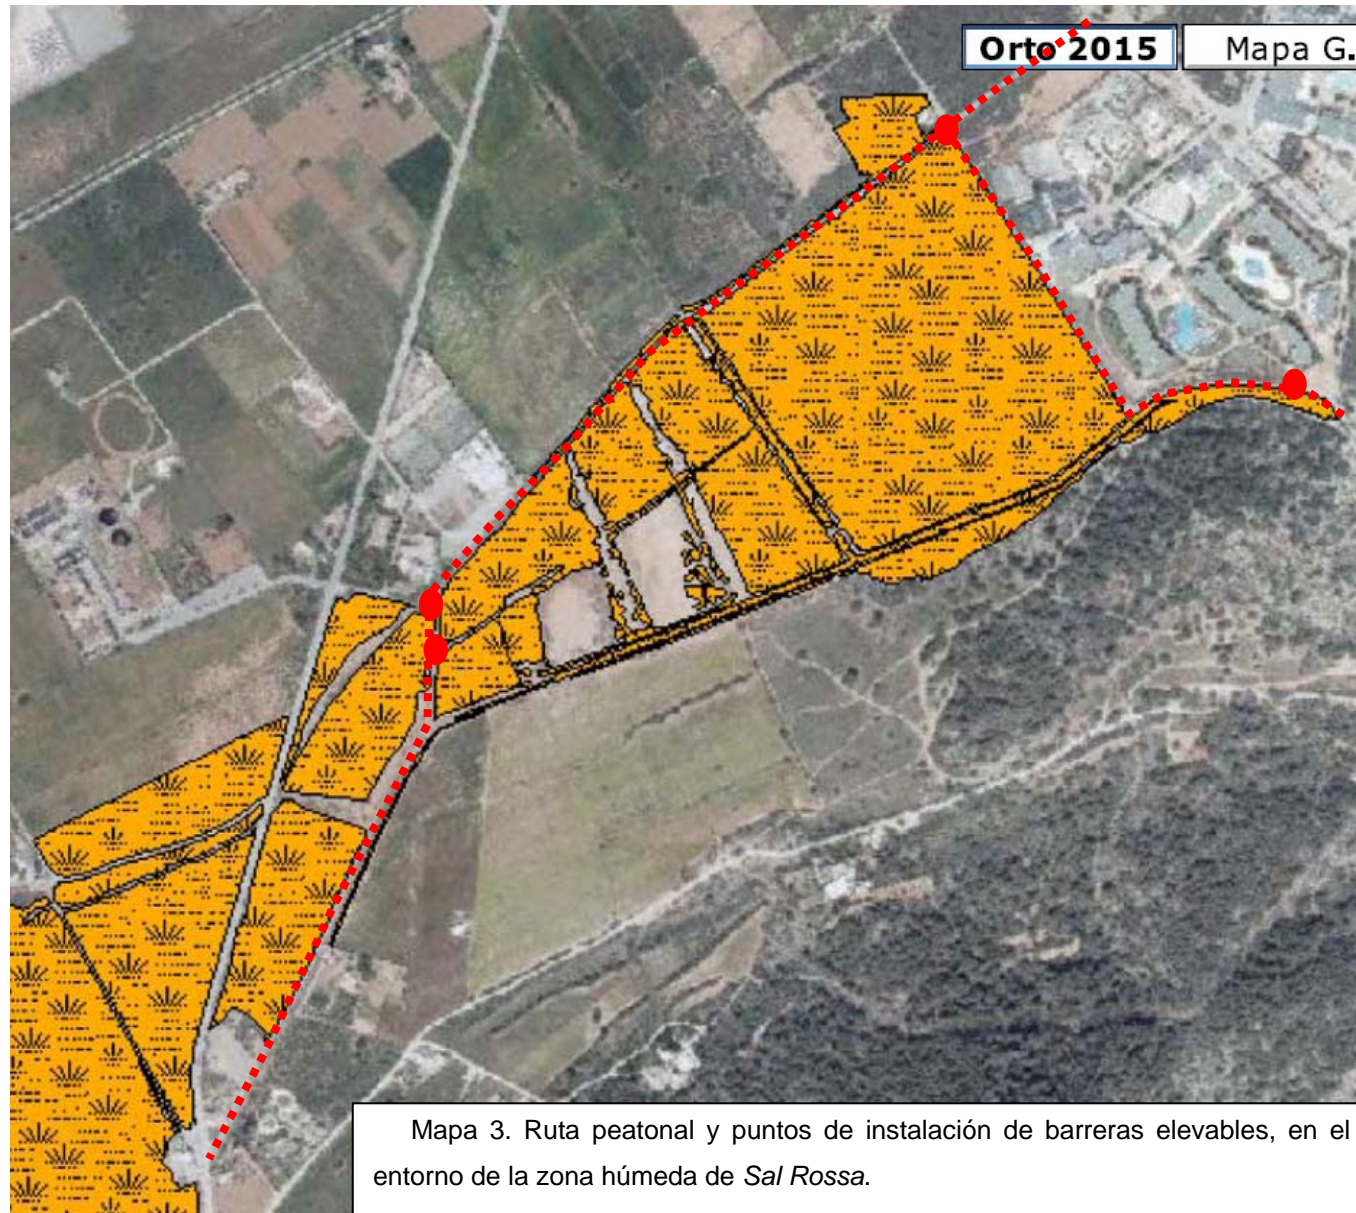 Orto 2015
Mapa G.
Mapa 3. Ruta peatonal y puntos de instalación de barreras elevables, en el
entorno de la zona húmeda de Sal Rossa.